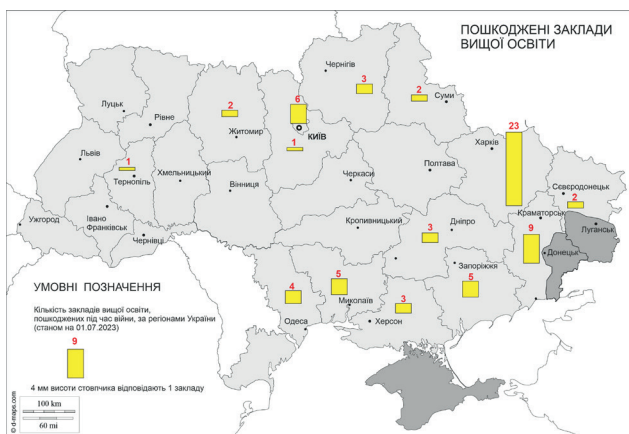 ПОШКОДЖЕНІ ЗАКЛАДИ
ВИЩОЇ ОСВІТИ
Чернігів
3
2
Суми
Луцьк
Рівне
2
Житомир
6
КИЇВ
1
23
Харків
Львів
1
Тернопіль
Хмельницький
Вінниця
Черкаси
Полтава
Сєвєродонецьк
2
Луганськ
Краматорськ
9
Донецьк
Ужгород
Івано
Франківськ
Чернівці
Кропивницький
3
Дніпро
Запоріжжя
5
4
Одеса
5
Миколаїв
3
Херсон
УМОВНІ ПОЗНАЧЕННЯ
Кількість закладів вищої освіти,
пошкоджених під час війни, за регіонами України
(станом на 01.07.2023)
9
4 мм висоти стовпчика відповідають 1 закладу
100 km
60 mi
© d-maps.com